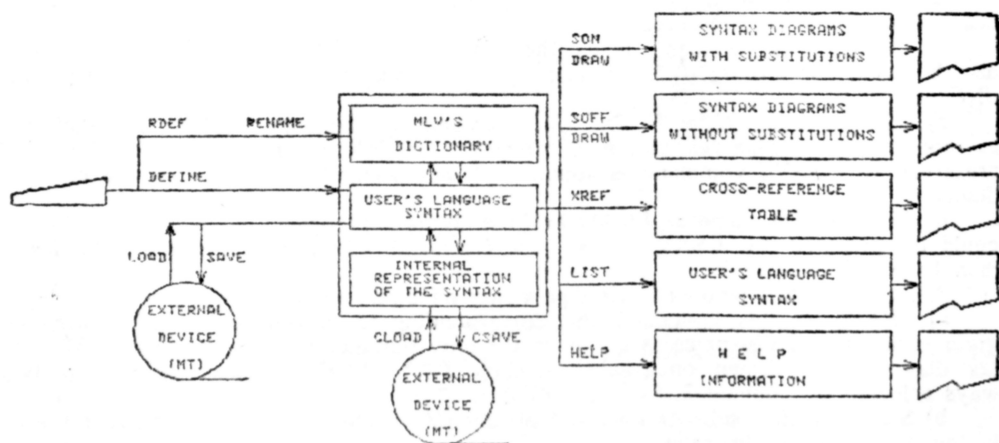 SON
DRAW
SYNTAX DIAGRAMS
WITH SUBSTITUTIONS
RDEF RENAME
MLV'S
DICTIONARY
SOFF
DRAW
SYNTAX DIAGRAMS
WITHOUT SUBSTITUTIONS
DEFINE
USER'S LANGUAGE
SYNTAX
XREF
CROSS-REFERENCE
TABLE
LOAD SAVE
INTERNAL
REPRESENTATION
OF THE SYNTAX
LIST
USER'S LANGUAGE
SYNTAX
EXTERNAL
DEVICE
(MT)
CLOAD CSAVE
HELP
H E L P
INFORMATION
EXTERNAL
DEVICE
(MT)